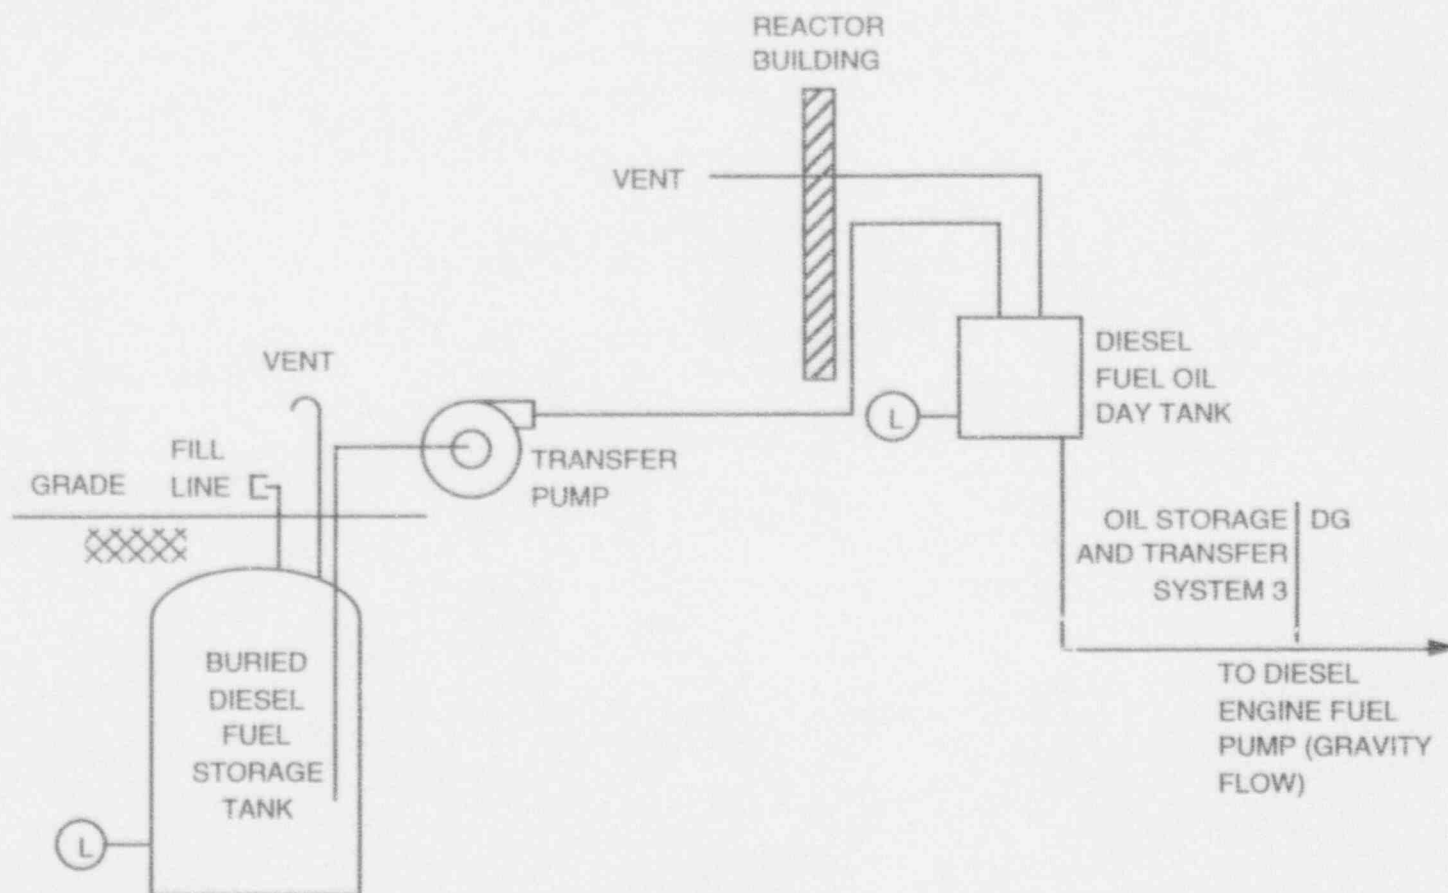 REACTOR
BUILDING
VENT
VENT
DIESEL
FUEL OIL
DAY TANK
L
FILL
LINE
GRADE
TRANSFER
PUMP
OIL STORAGE
AND TRANSFER
SYSTEM 3
DG
BURIED
DIESEL
FUEL
STORAGE
TANK
L
TO DIESEL
ENGINE FUEL
PUMP (GRAVITY
FLOW)